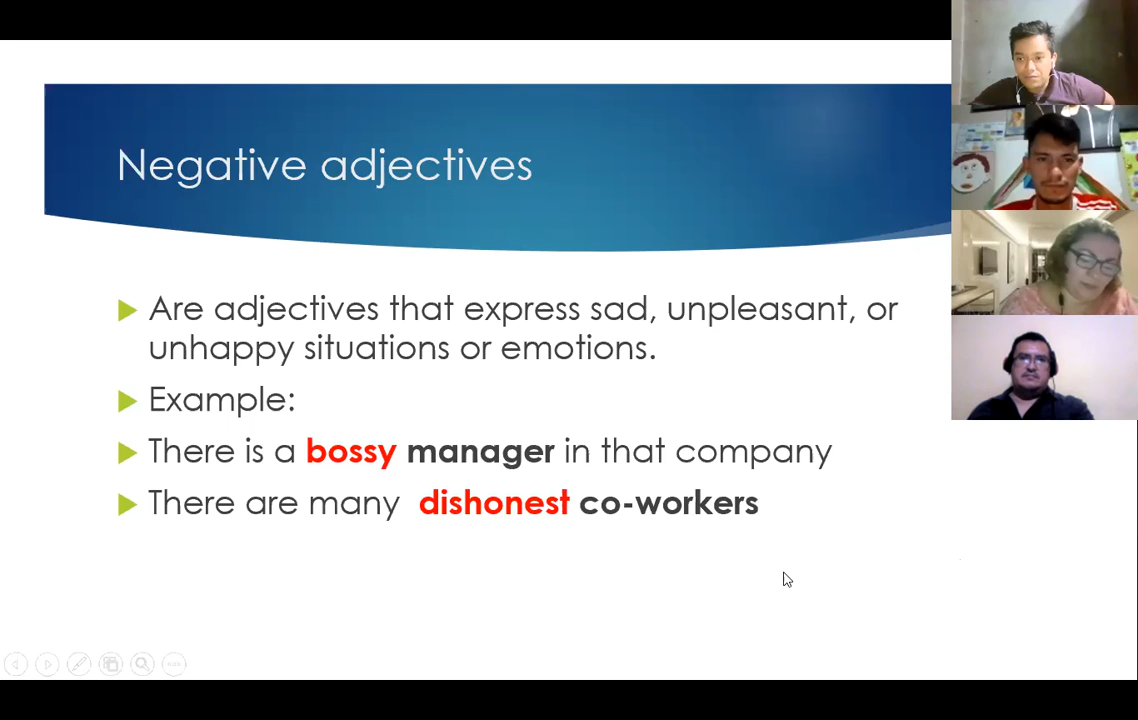 Negative adjectives
Are adjectives that express sad, unpleasant, or
unhappy situations or emotions.
Example:
There is a bossy manager in that company
There are many dishonest co-workers